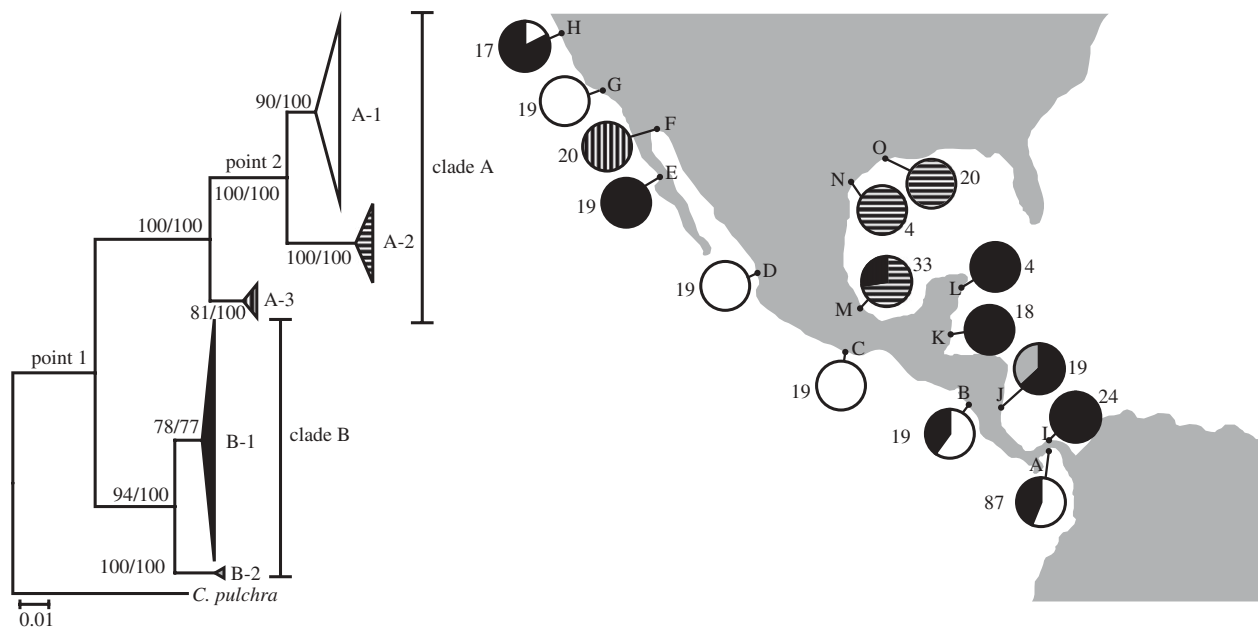 90/100
A-1
point 2
clade A
100/100
100/100
A-2
100/100
A-3
81/100
point 1
78/77
B-1
clade B
94/100
100/100
B-2
C. pulchra
0.01
H
17
G
19
F
20
E
19
D
19
C
19
B
19
A
87
O
20
N
4
33
M
4
L
18
K
19
J
24
I